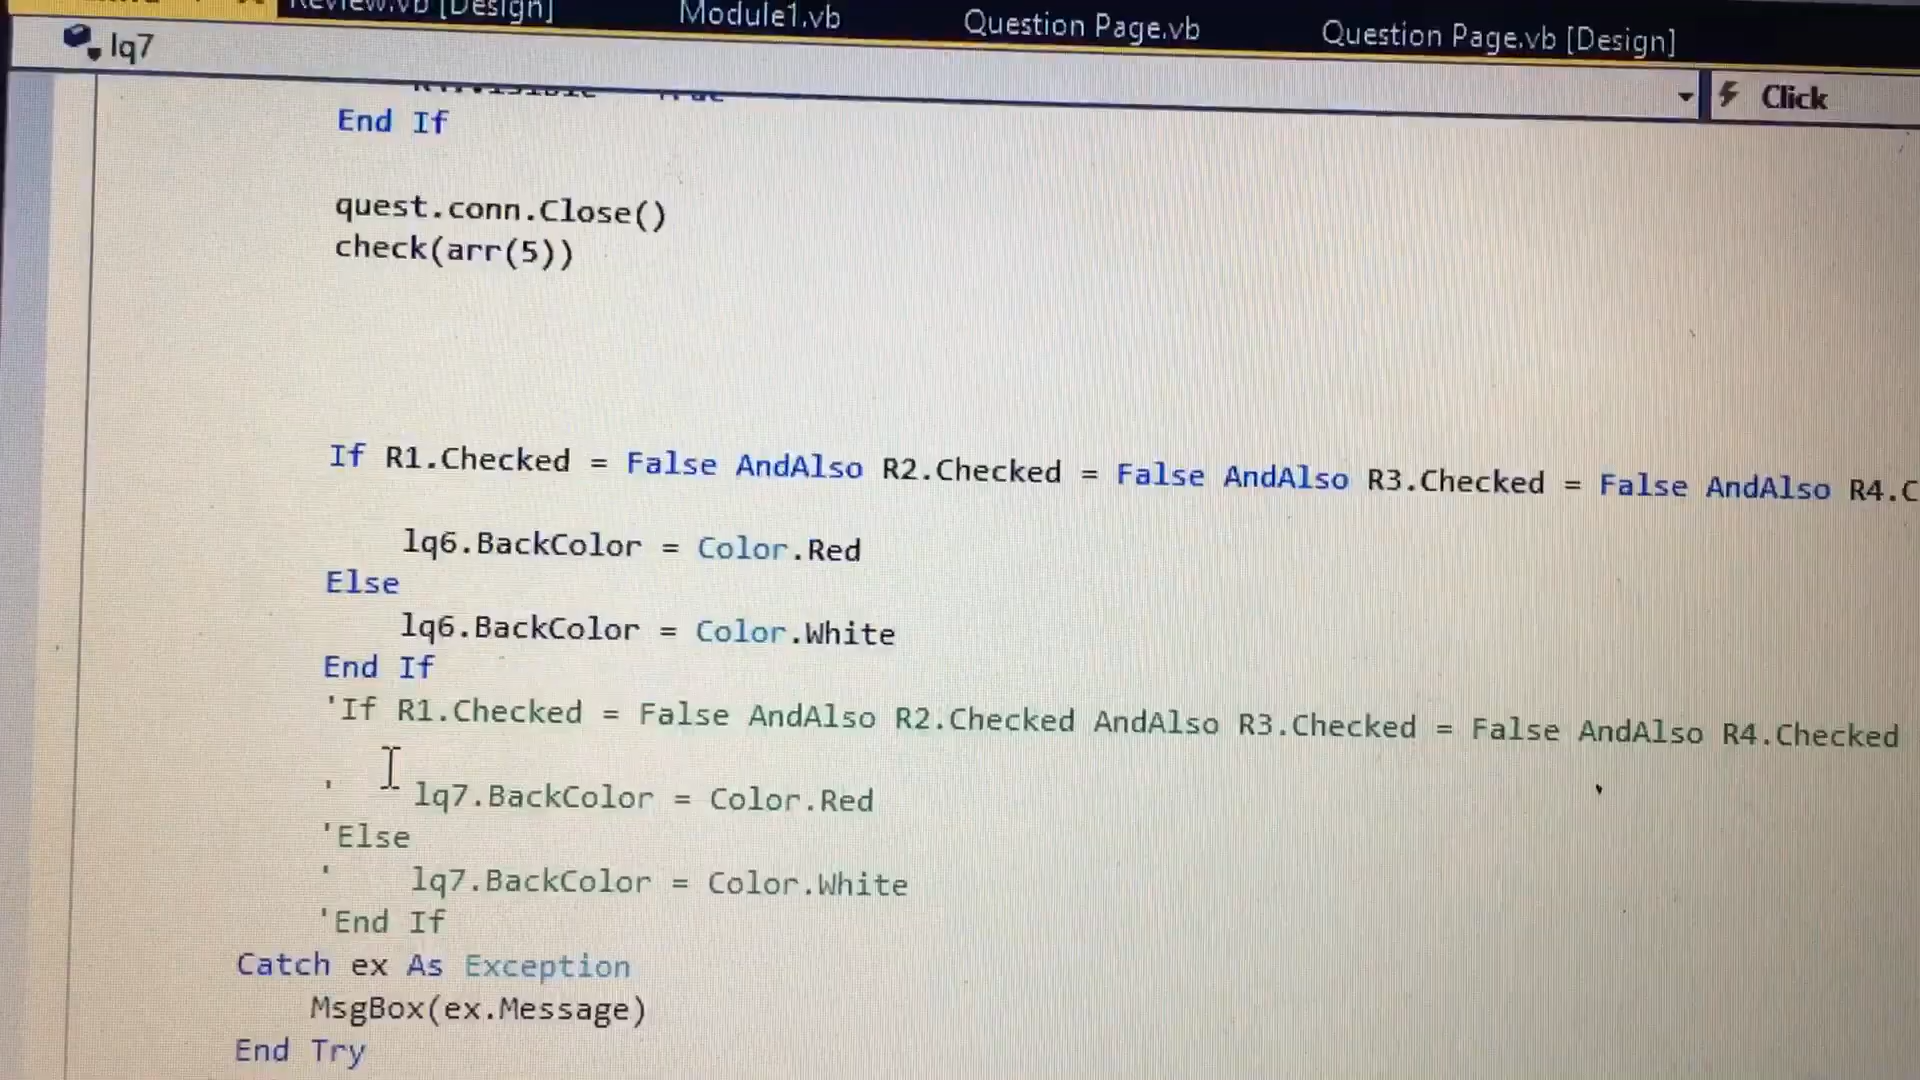 Review.vb [Design]
Module1.vb
Question Page.vb
Question Page.vb [Design]
lq7
Click
End If
quest.conn.Close()
check(arr(5))
If R1.Checked = False AndAlso R2.Checked = False AndAlso R3.Checked = False AndAlso R4.C
lq6.BackColor = Color.Red
Else
lq6.BackColor = Color.White
End If
'If R1.Checked = False AndAlso R2.Checked AndAlso R3.Checked = False AndAlso R4.Checked
' lq7.BackColor = Color.Red
'Else
' lq7.BackColor = Color.White
'End If
Catch ex As Exception
MsgBox(ex.Message)
End Try